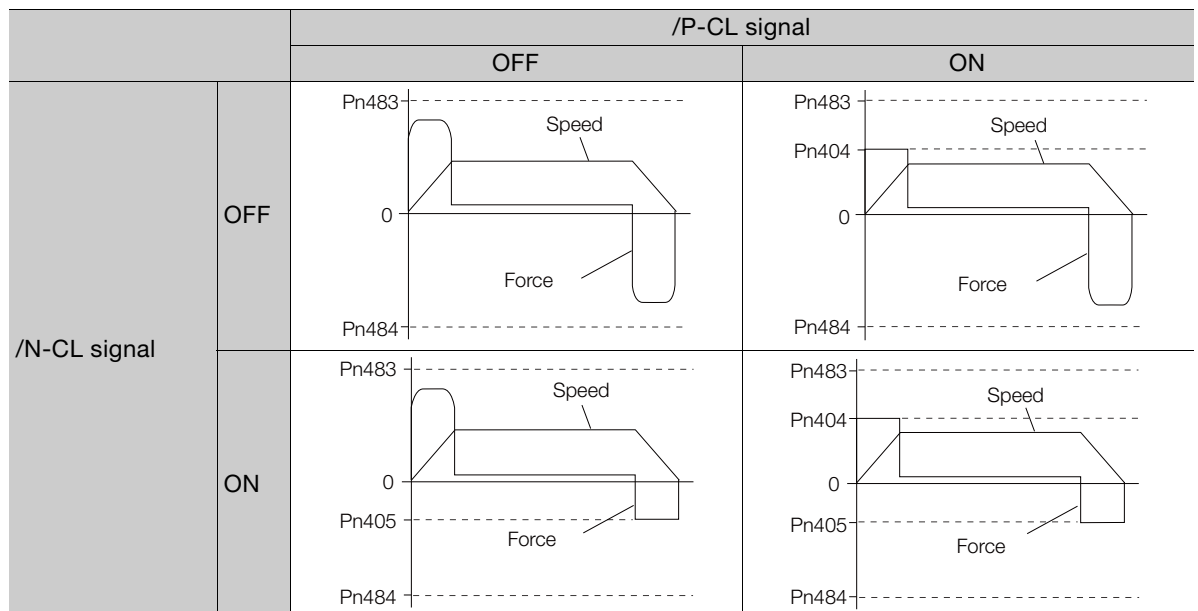 /P-CL signal
OFF
ON
/N-CL signal
OFF
Pn483
Speed
0
Force
Pn484
Pn483
Speed
Pn404
0
Force
Pn484
ON
Pn483
Speed
0
Pn405
Force
Pn484
Pn483
Speed
Pn404
0
Pn405
Force
Pn484